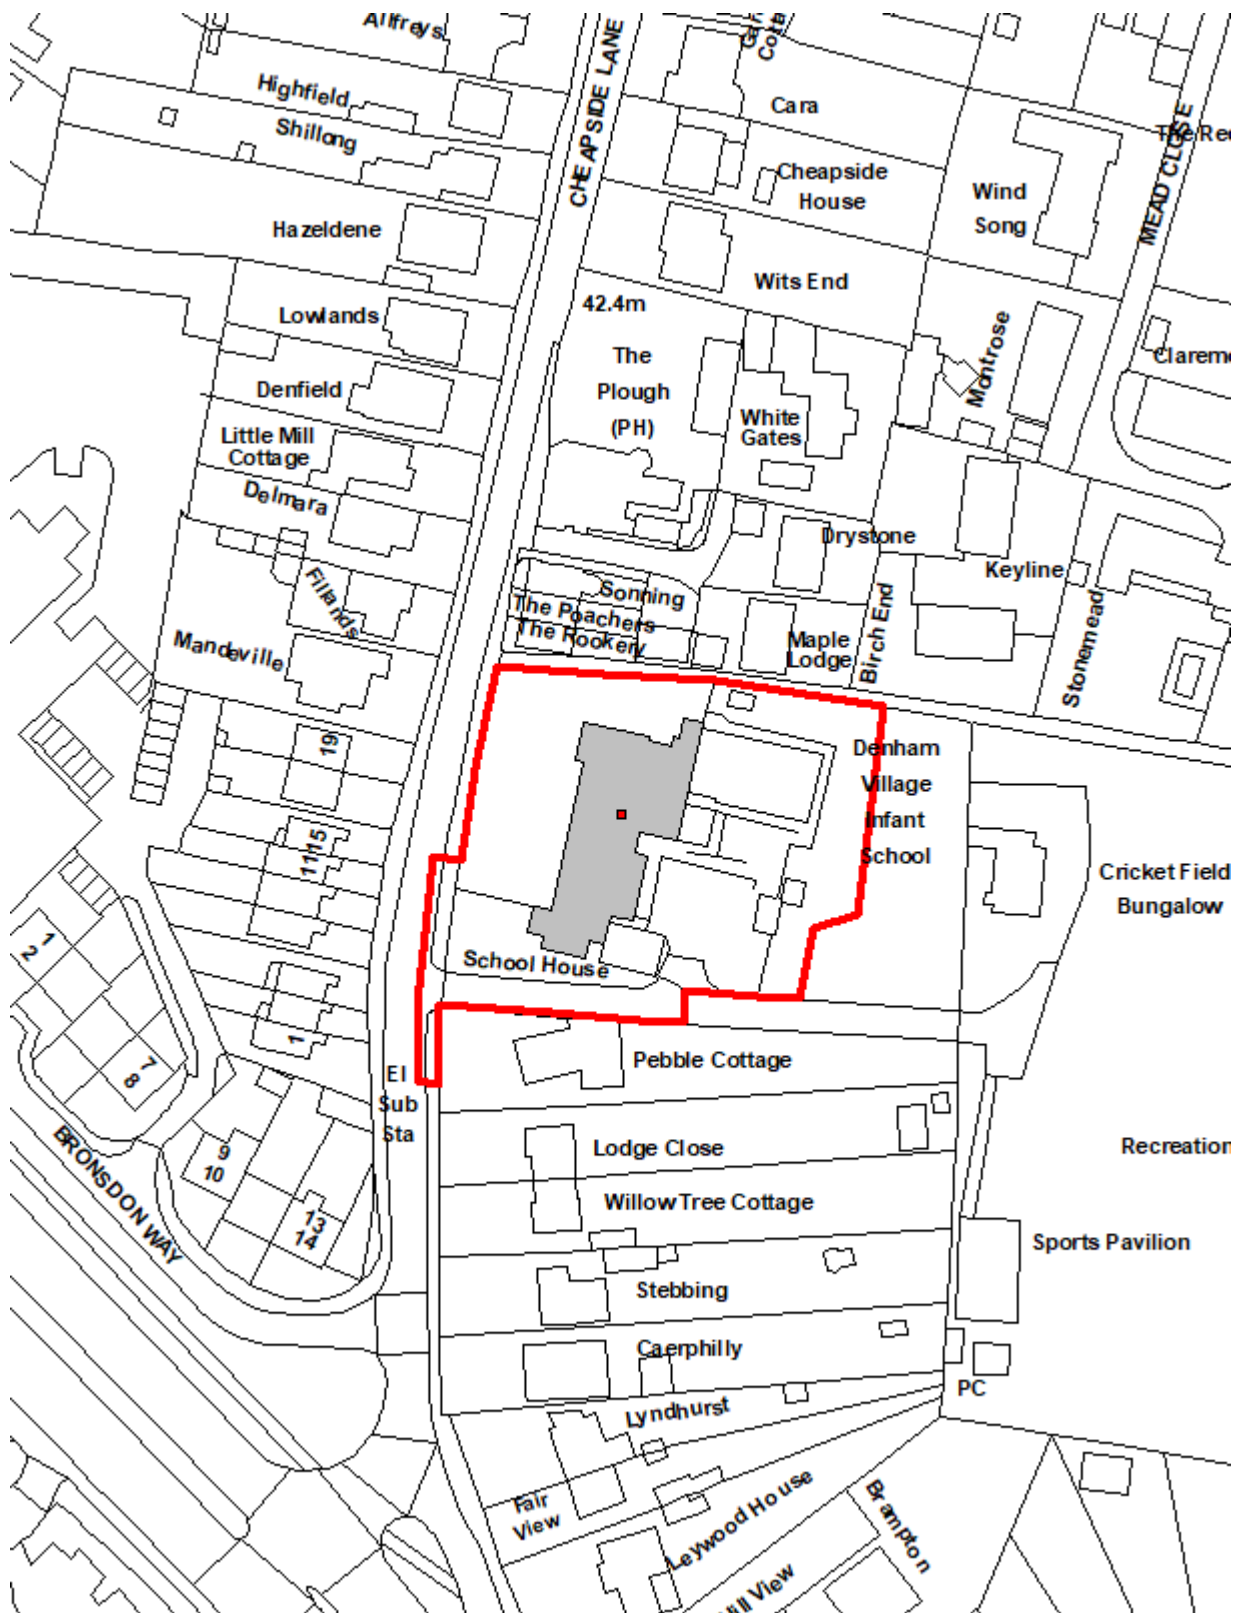 Allfreys
Cara
Highfield
Shillong
CHEAPSIDE LANE
Cheapside
House
Wind
Song
MEAD CLOSE
Hazeldene
Wits End
Lowlands
42.4m
The
Plough
(PH)
Montrose
Denfield
White
Gates
Little Mill
Cottage
Delmara
Drystone
Keyline
Fillands
Sonning
The Poachers
The Rookery
Maple
Lodge
Birch End
Stonemead
Mandeville
19
Denham
Village
Infant
School
1115
Cricket Field
Bungalow
1
2
School House
1
7
8
Pebble Cottage
El
Sub
Sta
Recreation
BRONSDON WAY
9
10
Lodge Close
Willow Tree Cottage
13
14
Sports Pavilion
Stebbing
Caerphilly
PC
Lyndhurst
Fair
View
Leywood House
Brampton
View